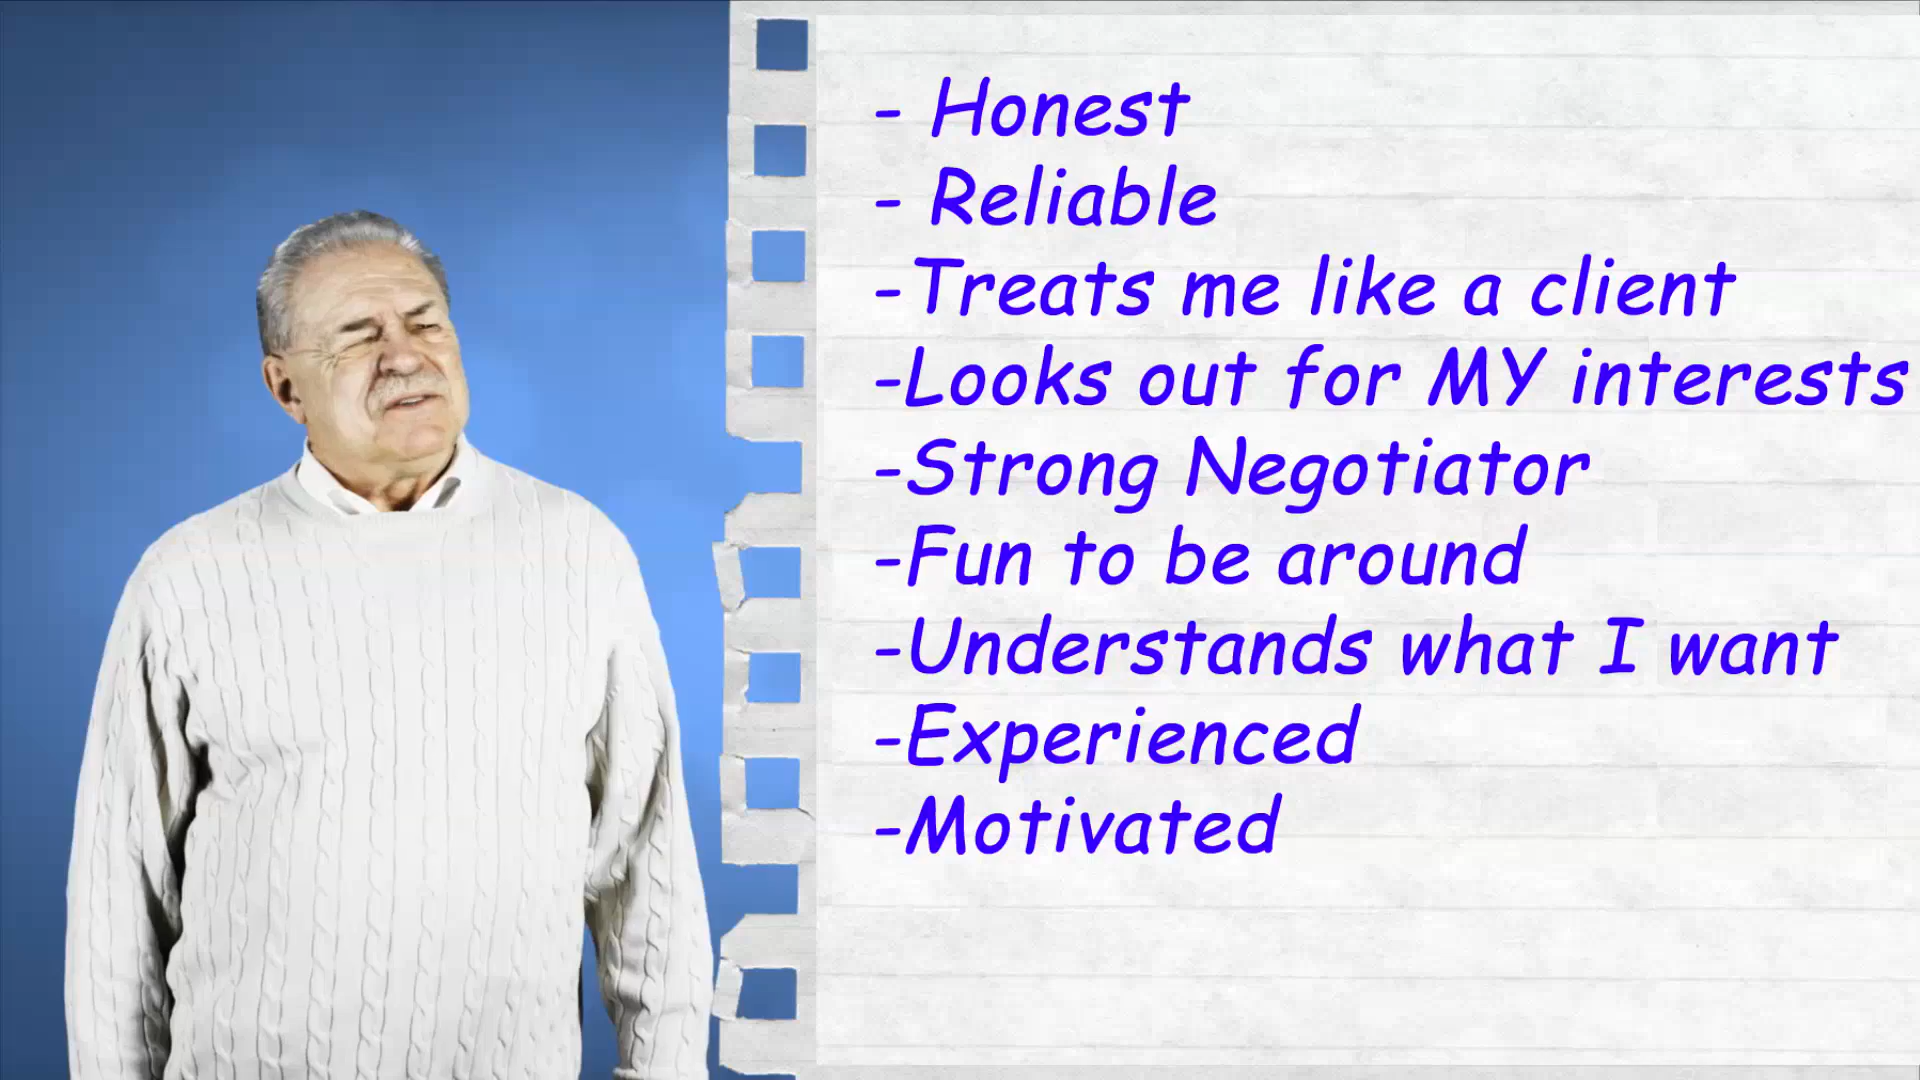 - Honest
- Reliable
-Treats me like a client
-Looks out for MY interests
-Strong Negotiator
-Fun to be around
-Understands what I want
-Experienced
-Motivated